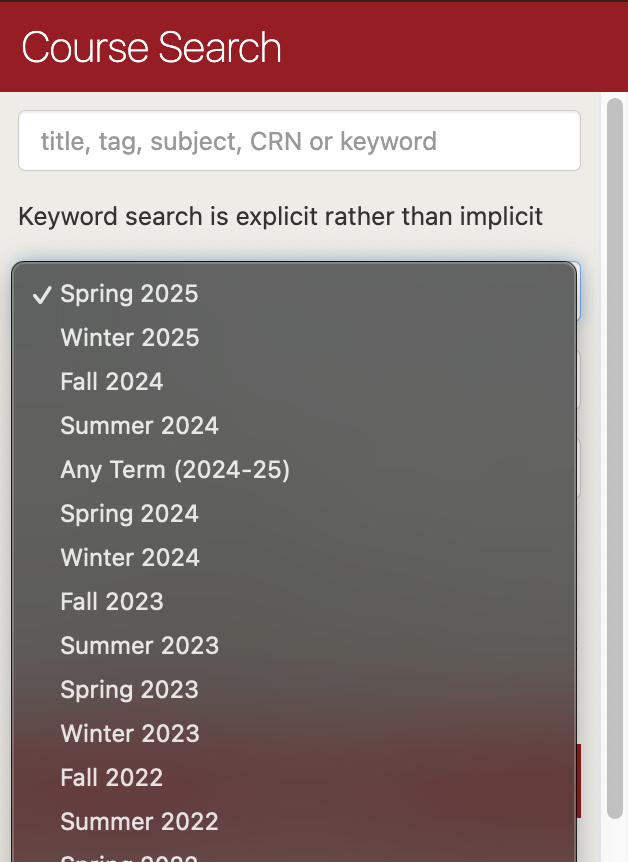 Course Search
title, tag, subject, CRN or keyword
Keyword search is explicit rather than implicit
✓ Spring 2025
Winter 2025
Fall 2024
Summer 2024
Any Term (2024-25)
Spring 2024
Winter 2024
Fall 2023
Summer 2023
Spring 2023
Winter 2023
Fall 2022
Summer 2022
Spring 2022